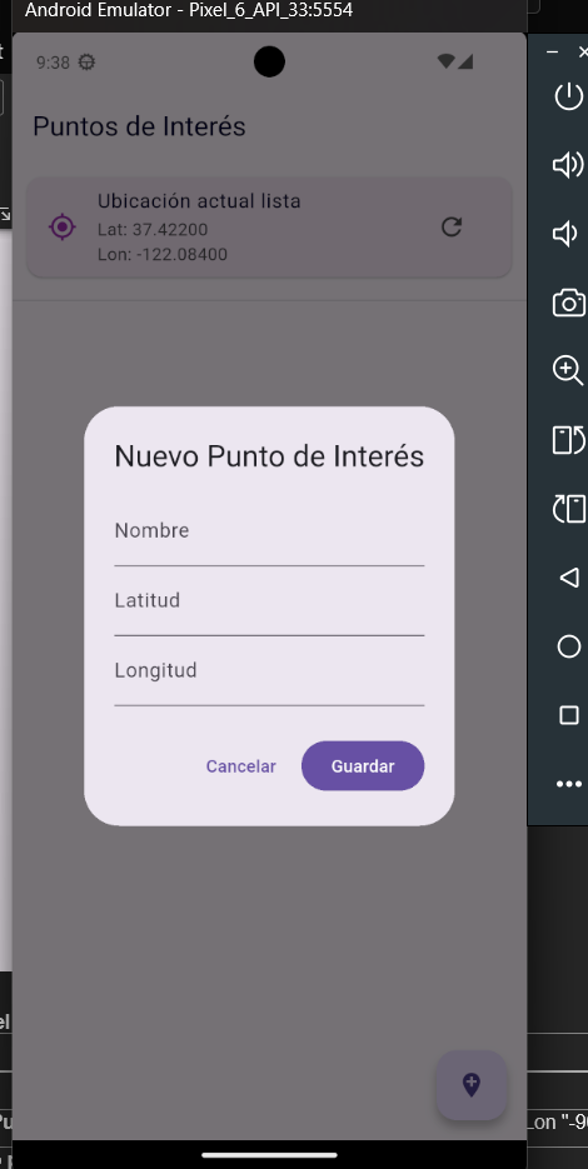 Android Emulator - Pixel_6_API_33:5554
9:38
Puntos de Interés
Ubicación actual lista
Lat: 37.42200
Lon: -122.08400
Nuevo Punto de Interés
Nombre
Latitud
Longitud
Cancelar
Guardar